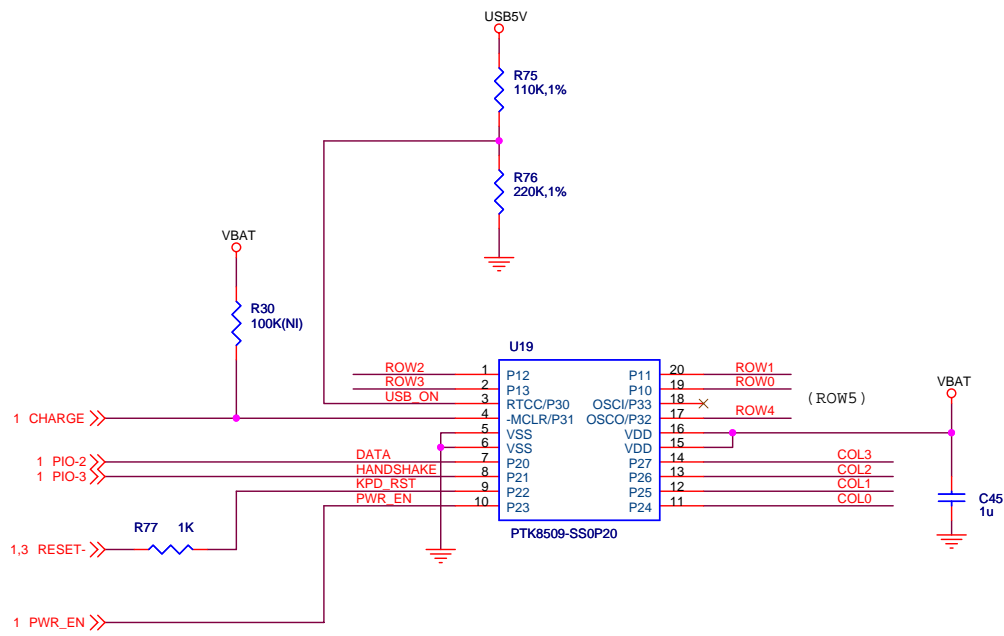 USB5V
R75
110K,1%
R76
220K,1%
VBAT
R30
100K(NI)
U19
ROW2 1 P12 P11 20 ROW1
ROW3 2 P13 P10 19 ROW0
USB_ON 3 RTCC/P30 OSCI/P33 18 (ROW5)
1 CHARGE 4 -MCLR/P31 OSCO/P32 17 ROW4
5 VSS VDD 16
6 VSS VDD 15
1 PIO-2 DATA 7 P20 P27 14 COL3
1 PIO-3 HANDSHAKE 8 P21 P26 13 COL2
KPD_RST 9 P22 P25 12 COL1
PWR_EN 10 P23 P24 11 COL0
VBAT
C45
1u
PTK8509-SS0P20
R77 1K
1,3 RESET-
1 PWR_EN